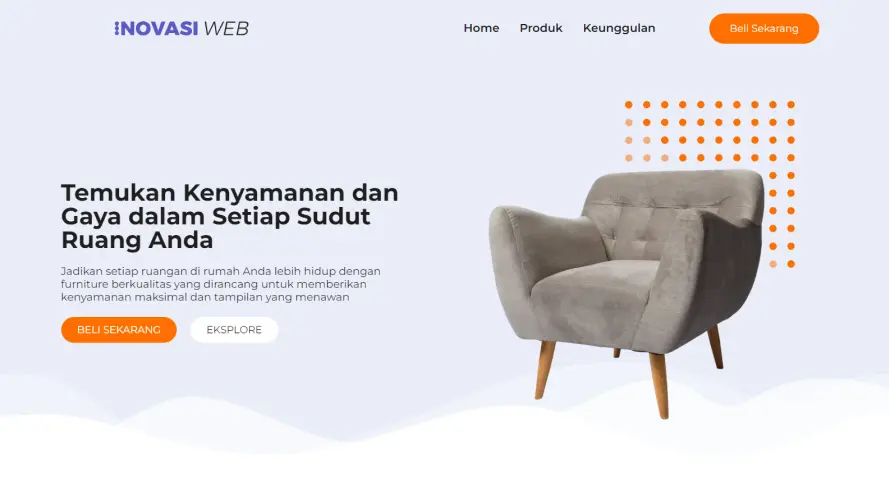 INOVASI WEB
Home Produk Keunggulan Beli Sekarang
Temukan Kenyamanan dan
Gaya dalam Setiap Sudut
Ruang Anda
Jadikan setiap ruangan di rumah Anda lebih hidup dengan
furniture berkualitas yang dirancang untuk memberikan
kenyamanan maksimal dan tampilan yang menawan
BELI SEKARANG EKSPLORE